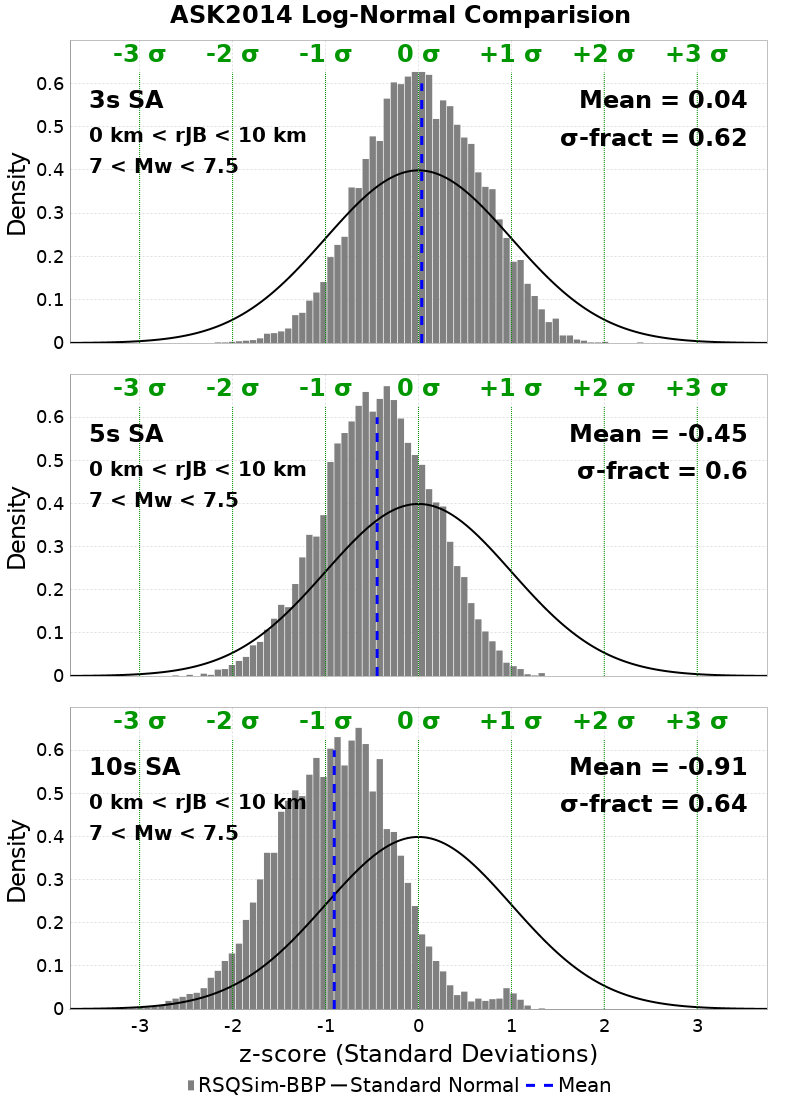 ASK2014 Log-Normal Comparision
-3 σ -2 σ -1 σ 0 σ +1 σ +2 σ +3 σ
3s SA
0 km < rJB < 10 km
7 < Mw < 7.5
Mean = 0.04
σ-fract = 0.62
Density
0.6
0.5
0.4
0.3
0.2
0.1
0
-3 σ -2 σ -1 σ 0 σ +1 σ +2 σ +3 σ
5s SA
0 km < rJB < 10 km
7 < Mw < 7.5
Mean = -0.45
σ-fract = 0.6
Density
0.6
0.5
0.4
0.3
0.2
0.1
0
-3 σ -2 σ -1 σ 0 σ +1 σ +2 σ +3 σ
10s SA
0 km < rJB < 10 km
7 < Mw < 7.5
Mean = -0.91
σ-fract = 0.64
Density
0.6
0.5
0.4
0.3
0.2
0.1
0
-3 -2 -1 0 1 2 3
z-score (Standard Deviations)
RSQSim-BBP Standard Normal Mean